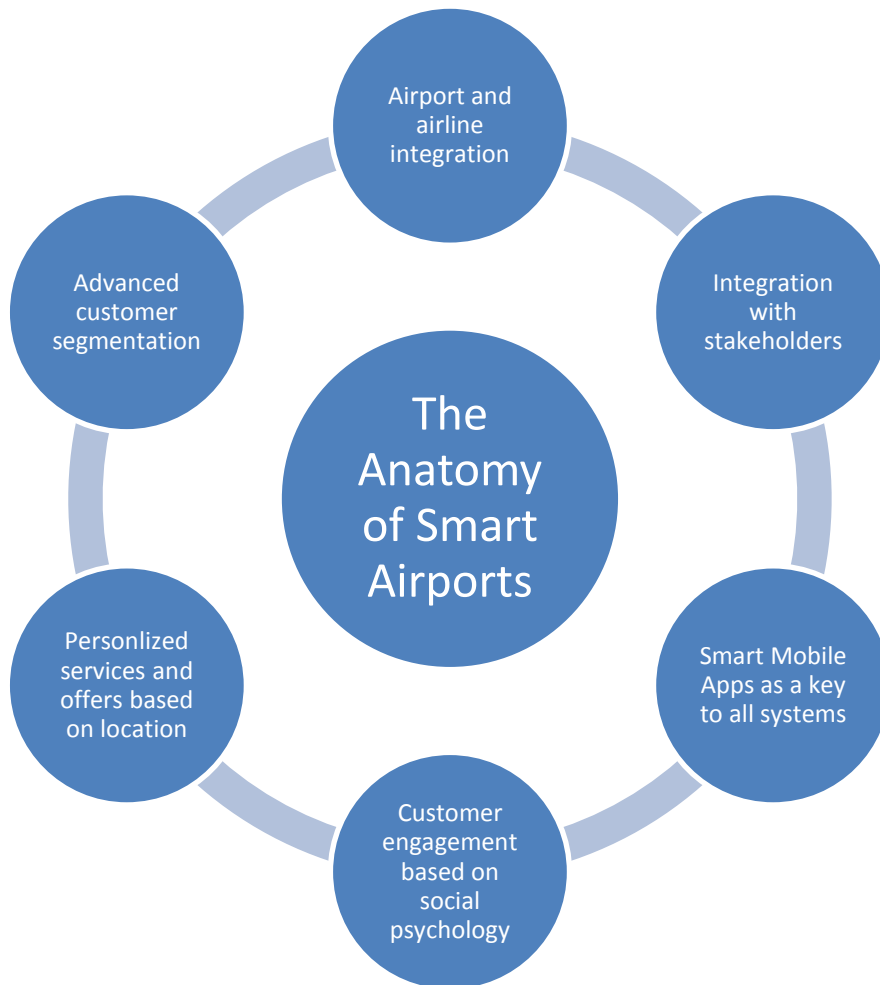 Airport and
airline
integration
Integration
with
stakeholders
Smart Mobile
Apps as a key
to all systems
Customer
engagement
based on
social
psychology
Personlized
services and
offers based
on location
Advanced
customer
segmentation
The
Anatomy
of Smart
Airports